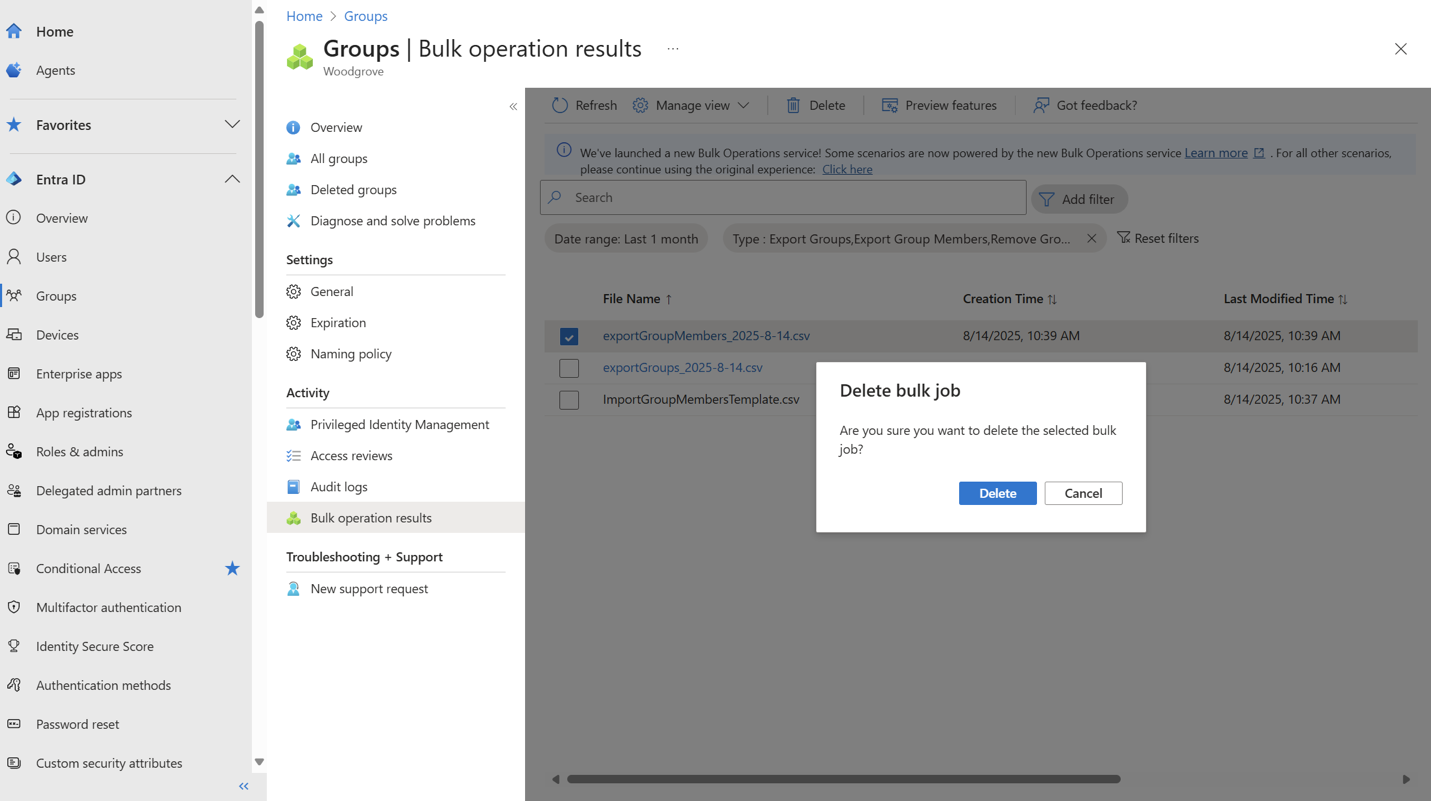 Home
Agents
Favorites
Entra ID
Overview
Users
Groups
Devices
Enterprise apps
App registrations
Roles & admins
Delegated admin partners
Domain services
Conditional Access
Multifactor authentication
Identity Secure Score
Authentication methods
Password reset
Custom security attributes
Home > Groups
Groups | Bulk operation results ...
Woodgrove
Overview
All groups
Deleted groups
Diagnose and solve problems
Settings
General
Expiration
Naming policy
Activity
Privileged Identity Management
Access reviews
Audit logs
Bulk operation results
Troubleshooting + Support
New support request
Refresh Manage view Delete Preview features Got feedback?
We've launched a new Bulk Operations service! Some scenarios are now powered by the new Bulk Operations service Learn more . For all other scenarios,
please continue using the original experience: Click here
Search
Add filter
Date range: Last 1 month
Type : Export Groups,Export Group Members,Remove Gro...
Reset filters
File Name ↑ Creation Time ↑↓ Last Modified Time ↑↓
exportGroupMembers_2025-8-14.csv 8/14/2025, 10:39 AM 8/14/2025, 10:39 AM
exportGroups_2025-8-14.csv 8/14/2025, 10:16 AM
ImportGroupMembersTemplate.csv 8/14/2025, 10:37 AM
Delete bulk job
Are you sure you want to delete the selected bulk
job?
Delete Cancel